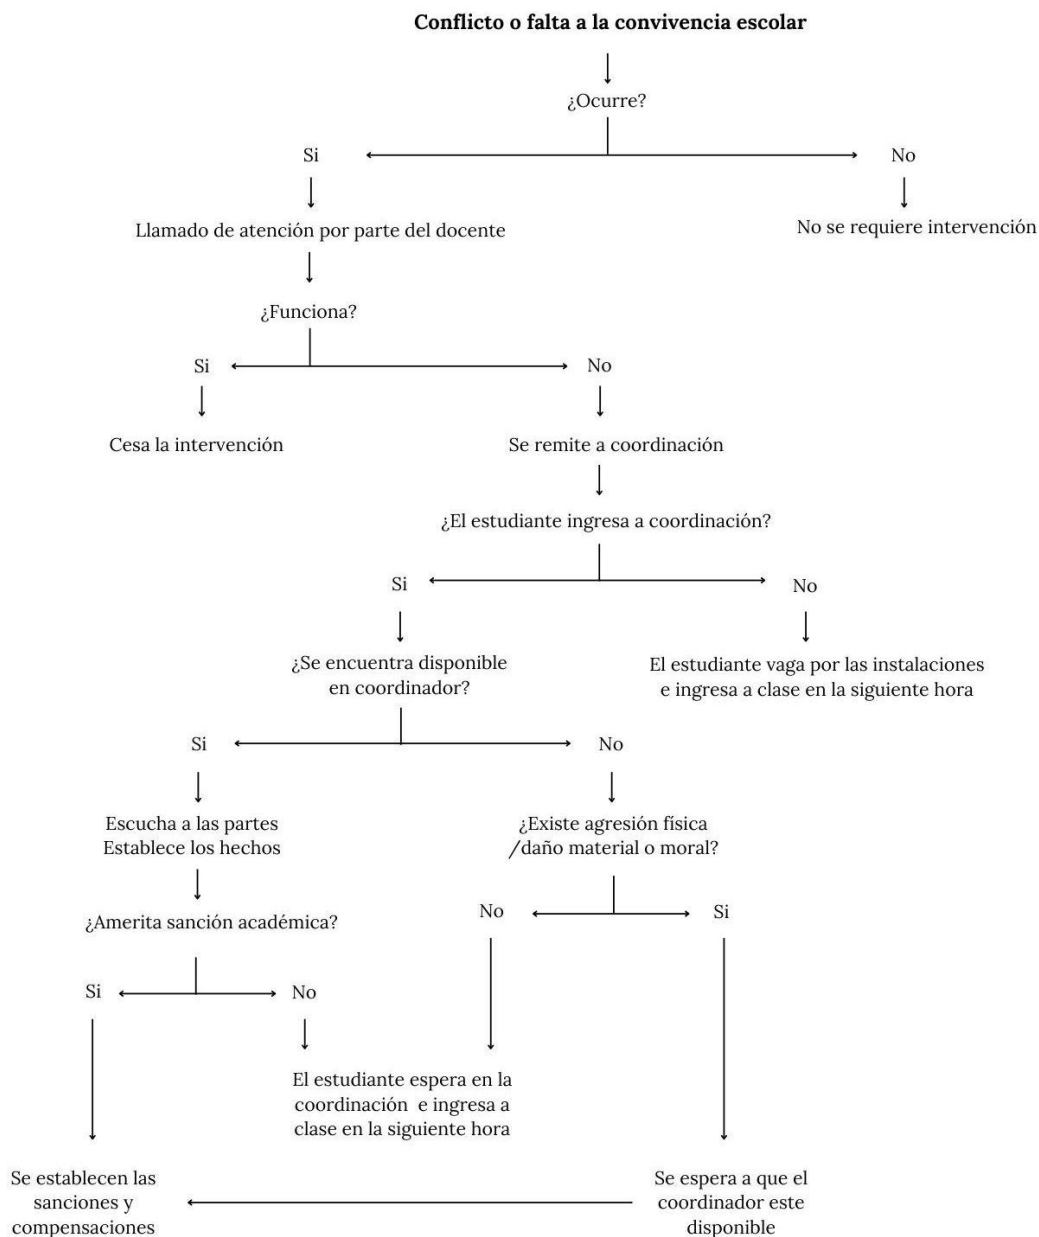 Conflicto o falta a la convivencia escolar
¿Ocurre?
Si
No
Llamado de atención por parte del docente
No se requiere intervención
¿Funciona?
Si
No
Cesa la intervención
Se remite a coordinación
¿El estudiante ingresa a coordinación?
Si
No
¿Se encuentra disponible
en coordinador?
El estudiante vaga por las instalaciones
e ingresa a clase en la siguiente hora
Si
No
Escucha a las partes
Establece los hechos
¿Existe agresión física
/daño material o moral?
¿Amerita sanción académica?
No
Si
Si
No
El estudiante espera en la
coordinación e ingresa a
clase en la siguiente hora
Se establecen las
sanciones y
compensaciones
Se espera a que el
coordinador este
disponible